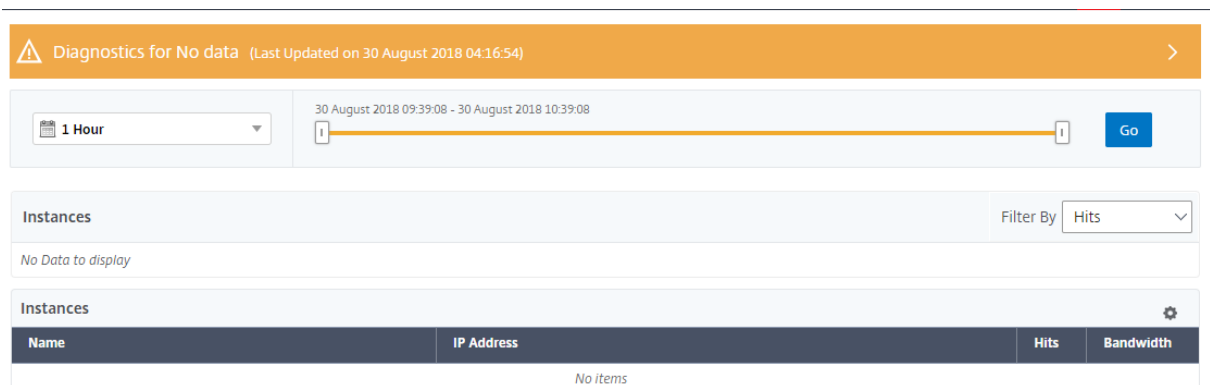 Diagnostics for No data (Last Updated on 30 August 2018 04:16:54)
30 August 2018 09:39:08 - 30 August 2018 10:39:08
1 Hour
Go
Instances
Filter By Hits
No Data to display
Instances
Name IP Address Hits Bandwidth
No items